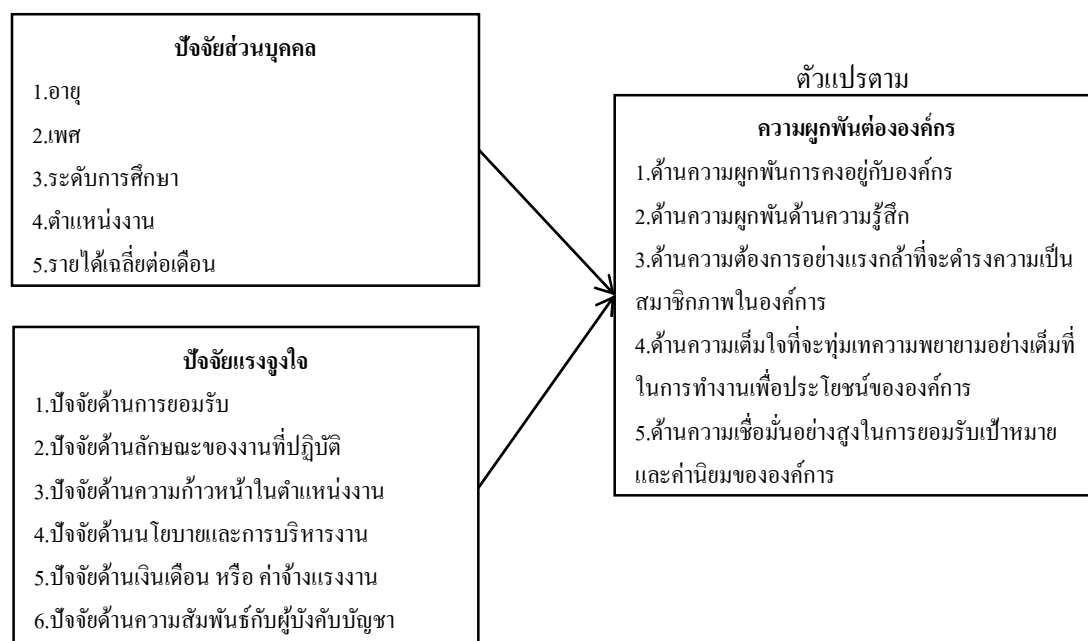 ปัจจัยส่วนบุคคล
1.อายุ
2.เพศ
3.ระดับการศึกษา
4.ตำแหน่งงาน
5.รายได้เฉลี่ยต่อเดือน
ปัจจัยแรงจูงใจ
1.ปัจจัยด้านการยอมรับ
2.ปัจจัยด้านลักษณะของงานที่ปฏิบัติ
3.ปัจจัยด้านความก้าวหน้าในตำแหน่งงาน
4.ปัจจัยด้านนโยบายและการบริหารงาน
5.ปัจจัยด้านเงินเดือน หรือ ค่าจ้างแรงงาน
6.ปัจจัยด้านความสัมพันธ์กับผู้บังคับบัญชา
ตัวแปรตาม
ความผูกพันต่อองค์กร
1.ด้านความผูกพันการคงอยู่กับองค์กร
2.ด้านความผูกพันด้านความรู้สึก
3.ด้านความต้องการอย่างแรงกล้าที่จะดำรงความเป็น
สมาชิกภาพในองค์การ
4.ด้านความเต็มใจที่จะทุ่มเทความพยายามอย่างเต็มที่
ในการทำงานเพื่อประโยชน์ขององค์การ
5.ด้านความเชื่อมั่นอย่างสูงในการยอมรับเป้าหมาย
และค่านิยมขององค์การ